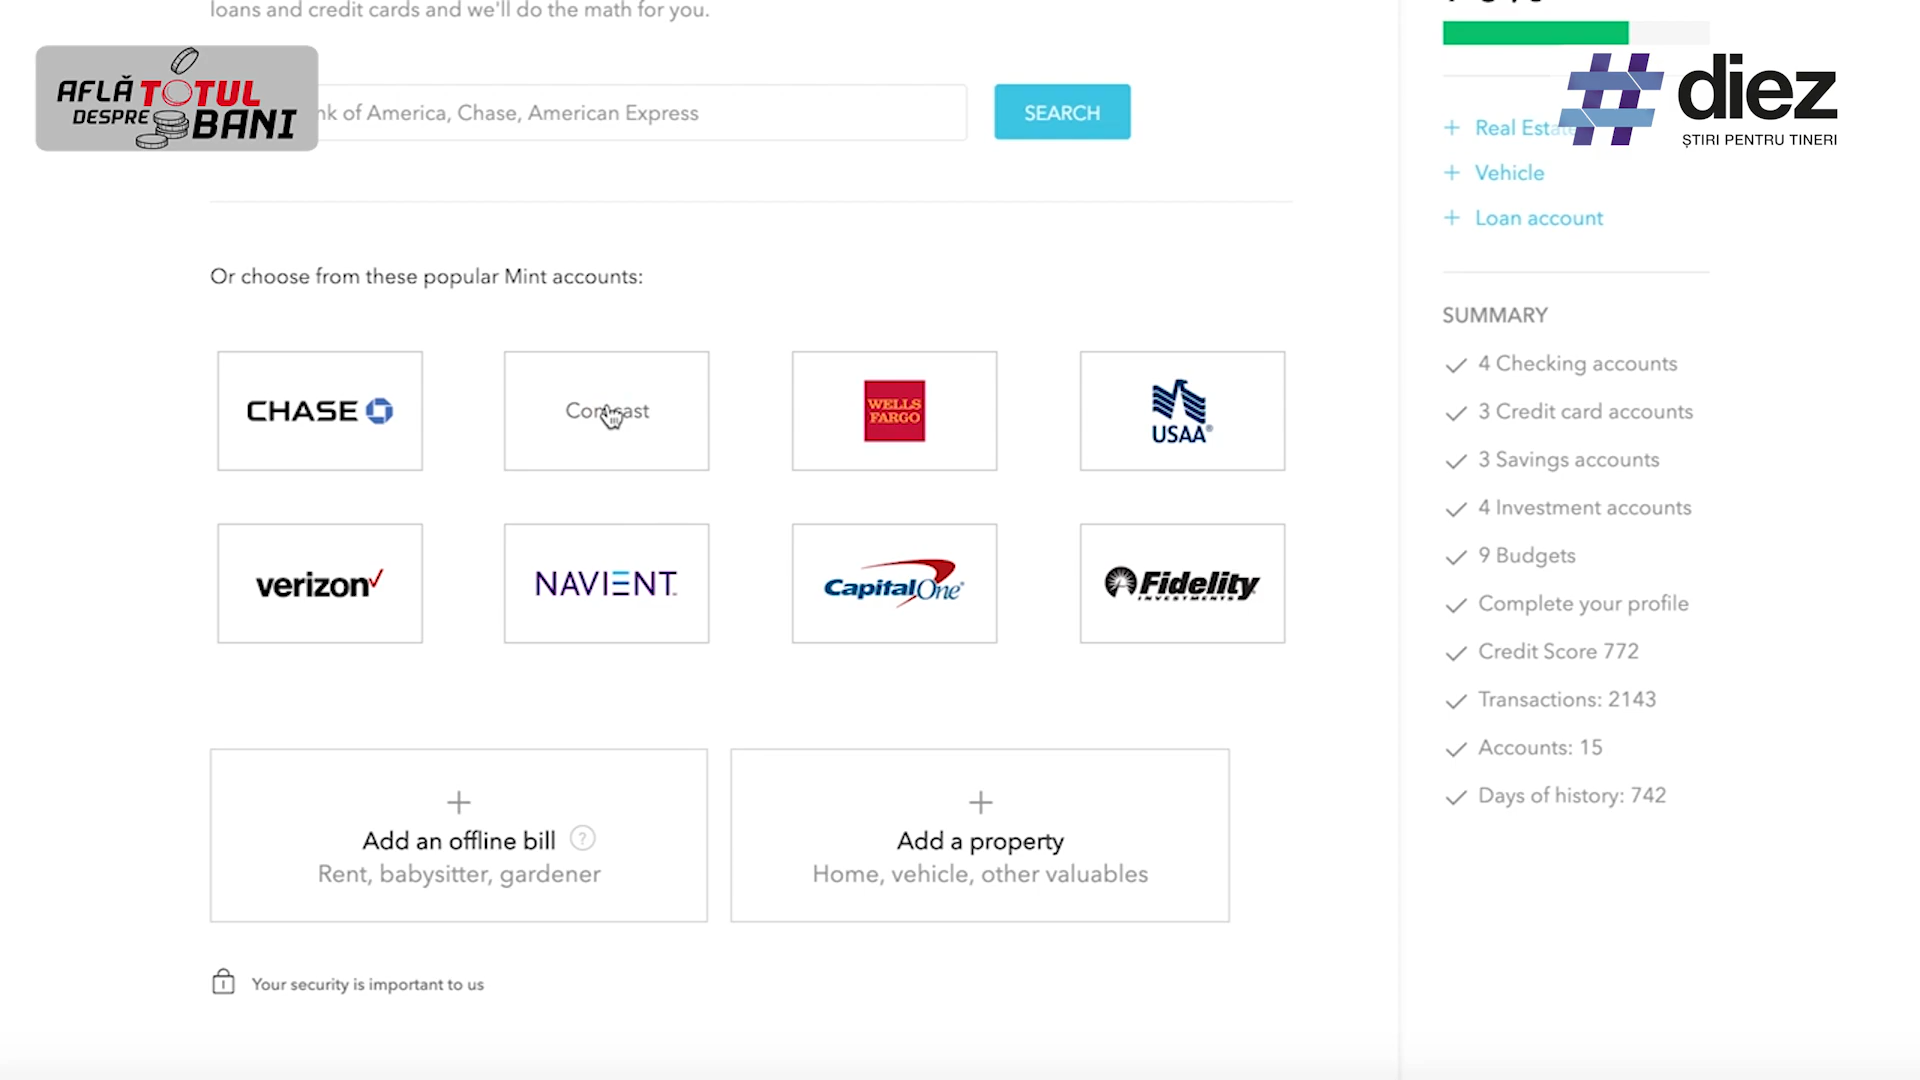 loans and credit cards and we'll do the math for you.
AFLĂ TOTUL
DESPRE BANI
of America, Chase, American Express
SEARCH
#diez
ȘTIRI PENTRU TINERI
+ Real Estate
+ Vehicle
+ Loan account
Or choose from these popular Mint accounts:
CHASE
Comcast
WELLS
FARGO
USAA®
verizon
NAVIENT
Capital One®
Fidelity
INVESTMENTS
+
Add an offline bill ?
Rent, babysitter, gardener
+
Add a property
Home, vehicle, other valuables
Your security is important to us
SUMMARY
4 Checking accounts
3 Credit card accounts
3 Savings accounts
4 Investment accounts
9 Budgets
Complete your profile
Credit Score 772
Transactions: 2143
Accounts: 15
Days of history: 742